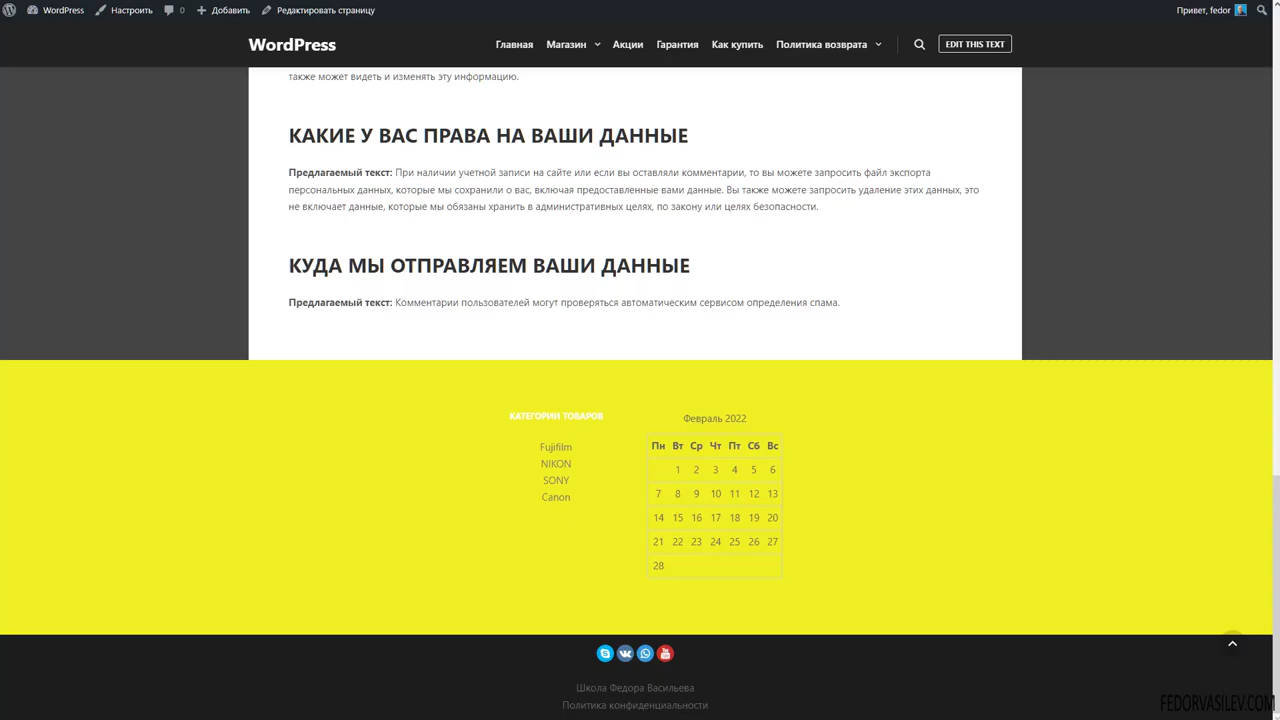 WordPress Настроить 0 Добавить Редактировать страницу Привет, fedor
WordPress Главная Магазин Акции Гарантия Как купить Политика возврата EDIT THIS TEXT
также может видеть и изменять эту информацию.
КАКИЕ У ВАС ПРАВА НА ВАШИ ДАННЫЕ
Предлагаемый текст: При наличии учетной записи на сайте или если вы оставляли комментарии, то вы можете запросить файл экспорта
персональных данных, которые мы сохранили о вас, включая предоставленные вами данные. Вы также можете запросить удаление этих данных, это
не включает данные, которые мы обязаны хранить в административных целях, по закону или целях безопасности.
КУДА МЫ ОТПРАВЛЯЕМ ВАШИ ДАННЫЕ
Предлагаемый текст: Комментарии пользователей могут проверяться автоматическим сервисом определения спама.
КАТЕГОРИИ ТОВАРОВ
Fujifilm
NIKON
SONY
Canon
Февраль 2022
Пн Вт Ср Чт Пт Сб Вс
1 2 3 4 5 6
7 8 9 10 11 12 13
14 15 16 17 18 19 20
21 22 23 24 25 26 27
28
Школа Федора Васильева
Политика конфиденциальности
FEDORVASILEV.COM